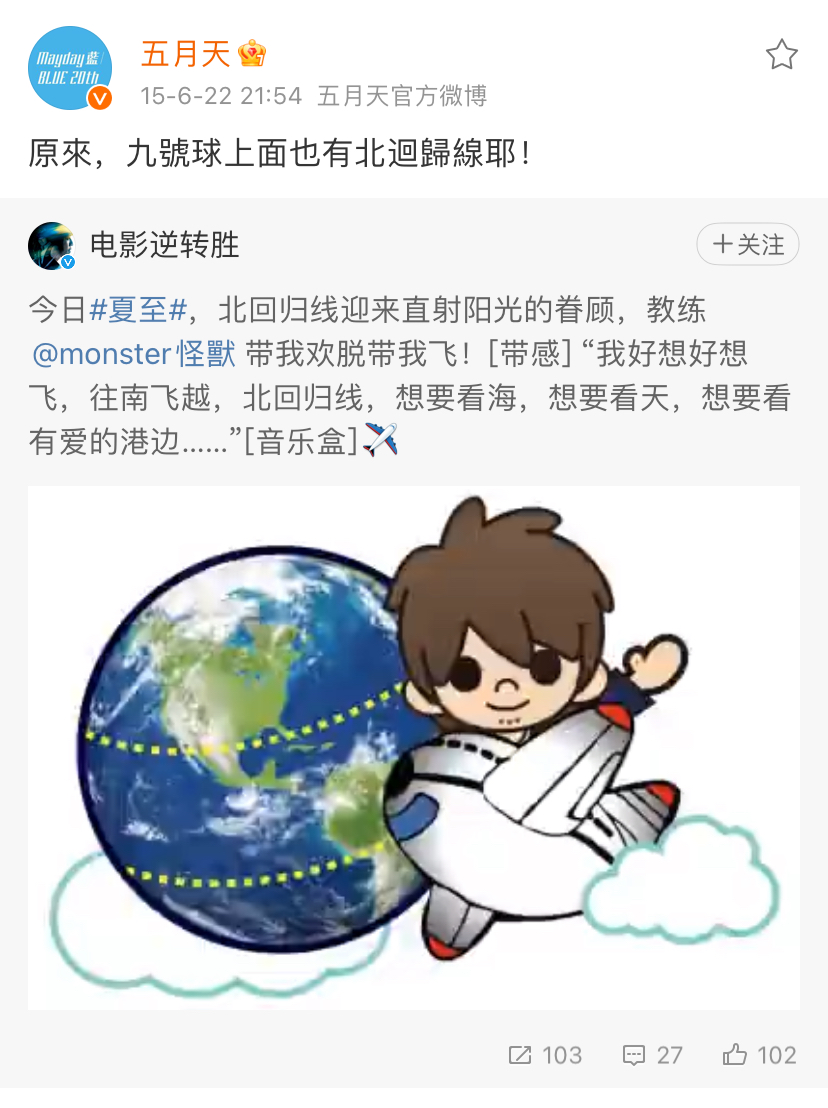 Mayday 藍
BLUE 20th
五月天
15-6-22 21:54 五月天官方微博
原來，九號球上面也有北迴歸線耶！
电影逆转胜
+关注
今日#夏至#，北回归线迎来直射阳光的眷顾，教练
@monster怪獸 带我欢脱带我飞！[带感] “我好想好想
飞，往南飞越，北回归线，想要看海，想要看天，想要看
有爱的港边……”[音乐盒]✈️
103 27 102